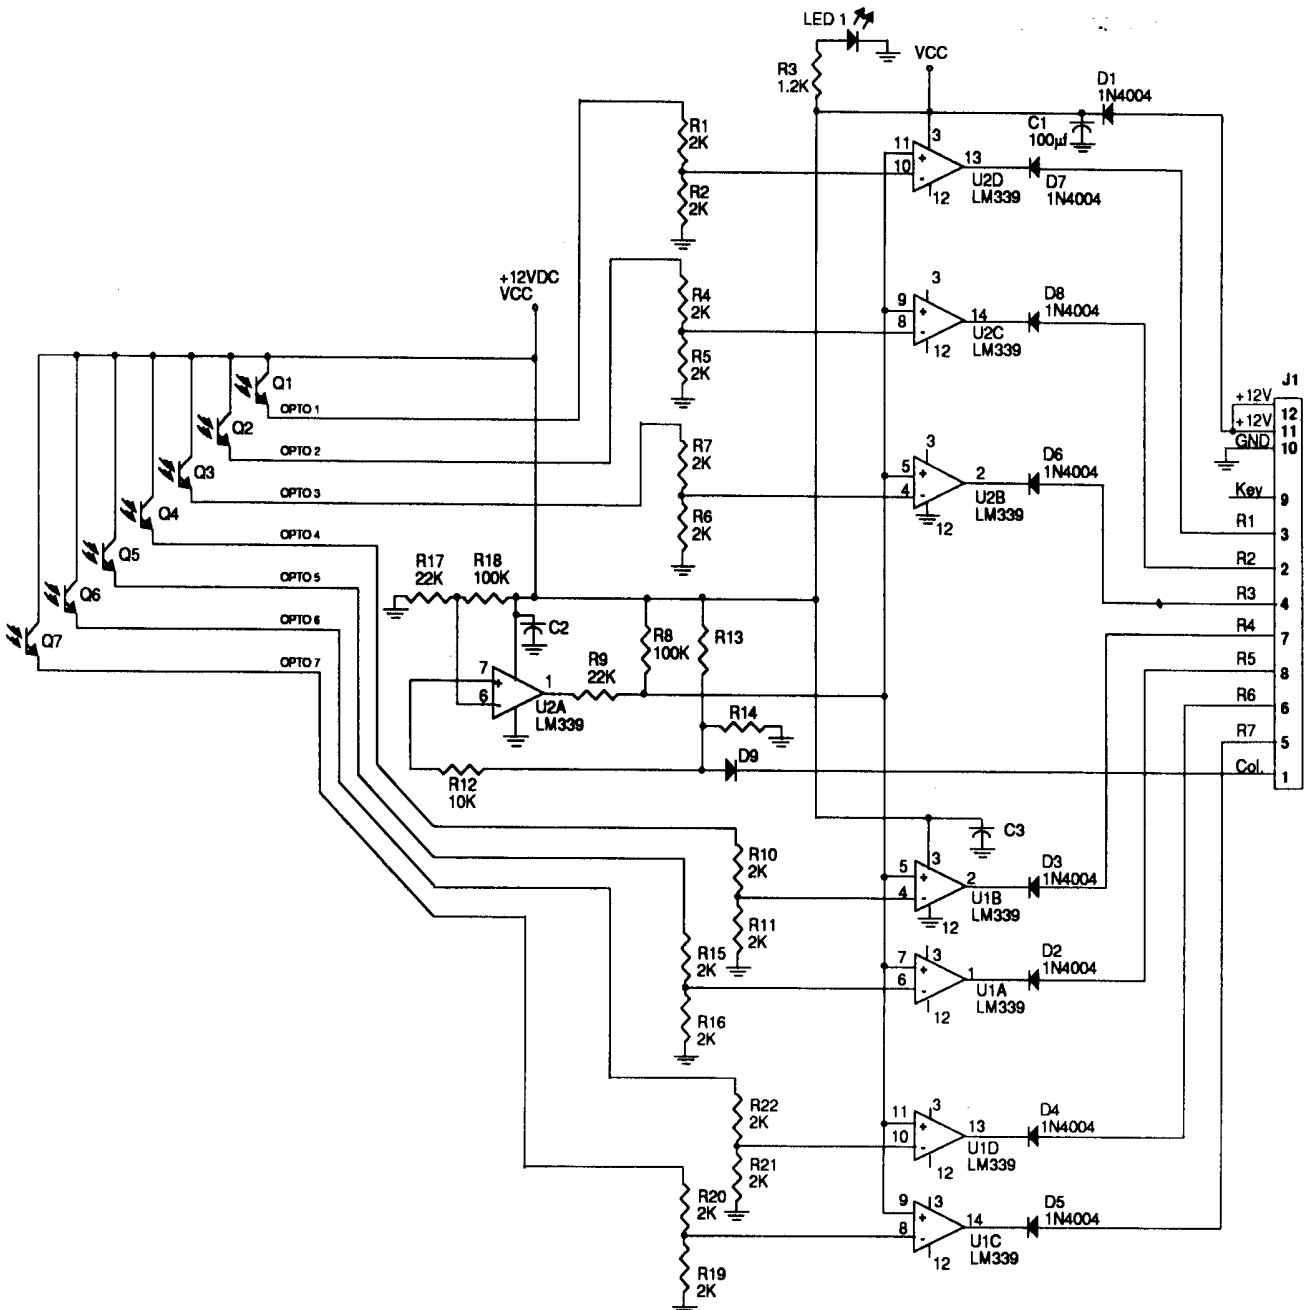 LED 1
VCC
R3
1.2K
D1
1N4004
C1
100µf
R1
2K
11
3
13
10
U2D
LM339
12
D7
1N4004
R2
2K
+12VDC
VCC
R4
2K
3
9
14
8
U2C
LM339
12
D8
1N4004
R5
2K
J1
Q1
OPTO 1
+12V
12
+12V
11
GND
10
Q2
OPTO 2
R7
2K
3
5
2
4
U2B
LM339
12
D6
1N4004
Q3
OPTO 3
Key
9
R6
2K
Q4
OPTO 4
R1
3
Q5
OPTO 5
R2
2
R17
22K
R18
100K
Q6
OPTO 6
R3
4
C2
R8
100K
R13
R4
7
Q7
OPTO 7
R9
22K
7
1
6
U2A
LM339
R5
8
R14
R6
6
D9
R7
5
R12
10K
Col.
1
C3
R10
2K
3
5
2
4
U1B
LM339
12
D3
1N4004
R11
2K
R15
2K
3
7
1
6
U1A
LM339
12
D2
1N4004
R16
2K
R22
2K
3
11
13
10
U1D
LM339
12
D4
1N4004
R21
2K
R20
2K
3
9
14
8
U1C
LM339
12
D5
1N4004
R19
2K